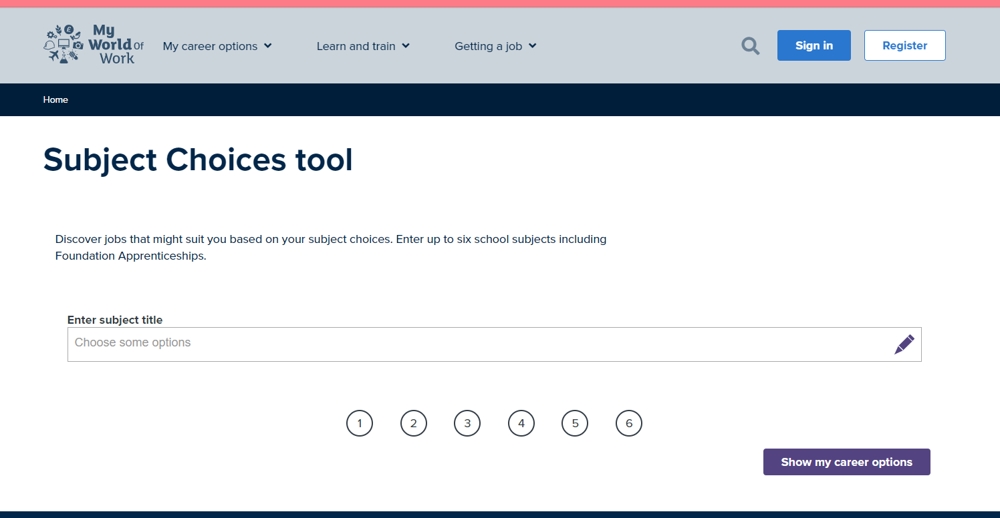 My
World Of
Work
My career options
Learn and train
Getting a job
Sign in
Register
Home
Subject Choices tool
Discover jobs that might suit you based on your subject choices. Enter up to six school subjects including
Foundation Apprenticeships.
Enter subject title
Choose some options
1 2 3 4 5 6
Show my career options